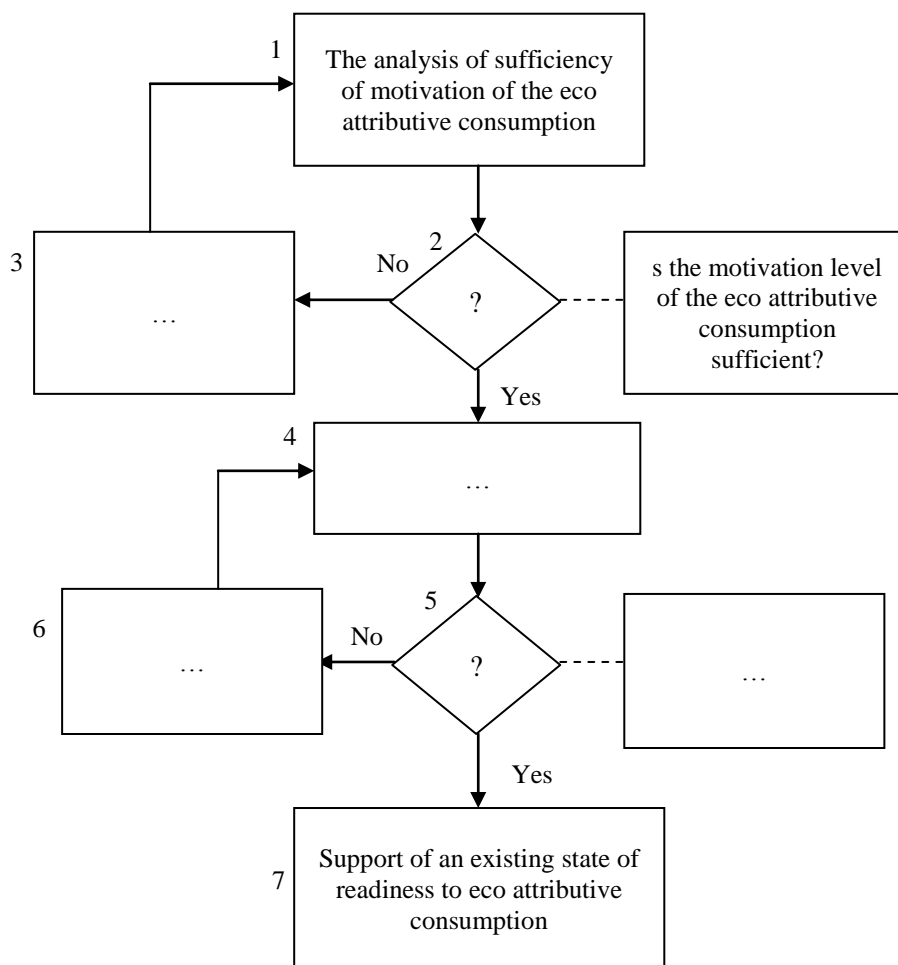 1
The analysis of sufficiency
of motivation of the eco
attributive consumption
2
No
3
…
?
s the motivation level
of the eco attributive
consumption
sufficient?
Yes
4
…
5
No
6
…
?
…
Yes
7
Support of an existing state of
readiness to eco attributive
consumption